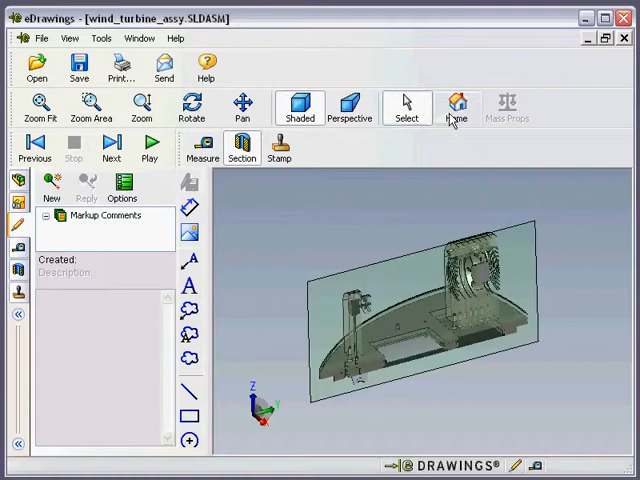 eDrawings - [wind_turbine_assy.SLDASM]
File View Tools Window Help
Open Save Print... Send Help
Zoom Fit Zoom Area Zoom Rotate Pan Shaded Perspective Select Home Mass Props
Previous Stop Next Play Measure Section Stamp
New Reply Options
Markup Comments
Created:
Description:
A
A
A
Z
Y
X
e DRAWINGS®